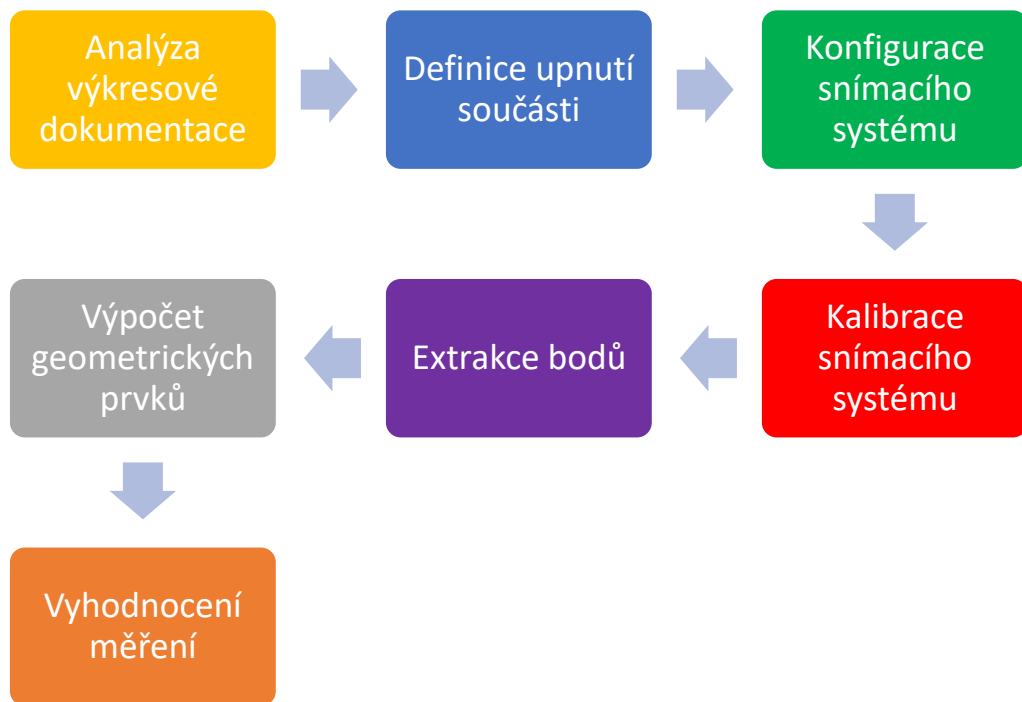 Analýza
výkresové
dokumentace
Definice upnutí
součásti
Konfigurace
snímacího
systému
Kalibrace
snímacího
systému
Extrakce bodů
Výpočet
geometrických
prvků
Vyhodnocení
měření